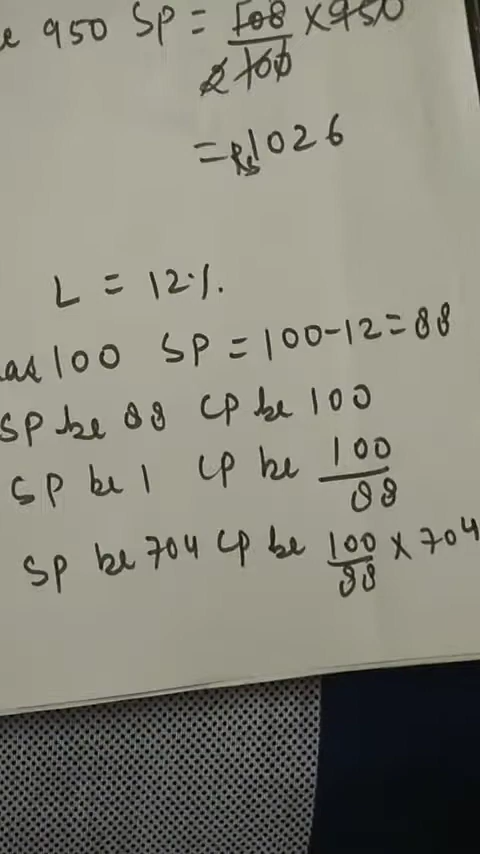 950 SP = 108/100 × 950
2
= Rs 1026
L = 12%.
100 SP = 100-12 = 88
SP be 88 CP be 100
SP be 1 CP be 100/88
SP be 704 CP be 100/88 × 704